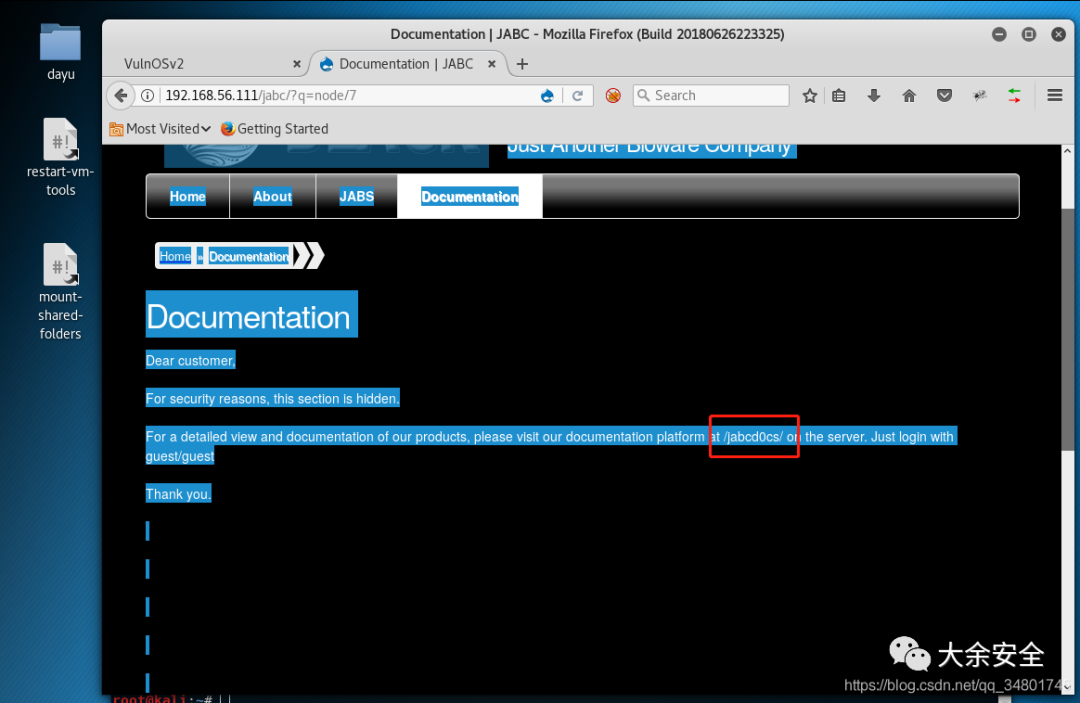 dayu
restart-vm-
tools
mount-
shared-
folders
Documentation | JABC - Mozilla Firefox (Build 20180626223325)
VulnOSv2
Documentation | JABC
192.168.56.111/jabc/?q=node/7
Search
Most Visited
Getting Started
Just Another Bioware Company
Home
About
JABS
Documentation
Home » Documentation
Documentation
Dear customer,
For security reasons, this section is hidden.
For a detailed view and documentation of our products, please visit our documentation platform at /jabcd0cs/ on the server. Just login with
guest/guest
Thank you.
大余安全
https://blog.csdn.net/qq_34801745
root@kali:~#